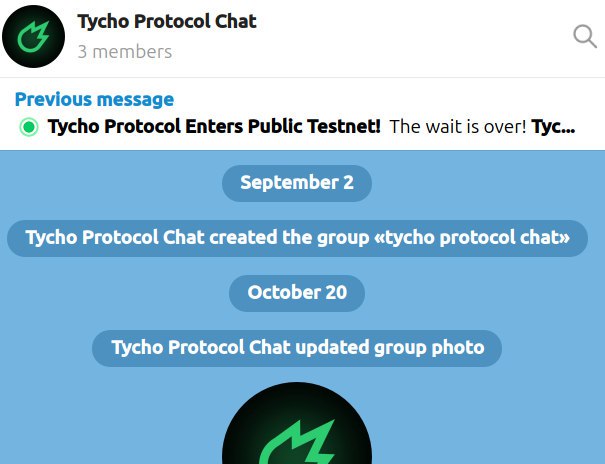 Tycho Protocol Chat
3 members
Previous message
Tycho Protocol Enters Public Testnet! The wait is over! Tyc...
September 2
Tycho Protocol Chat created the group «tycho protocol chat»
October 20
Tycho Protocol Chat updated group photo